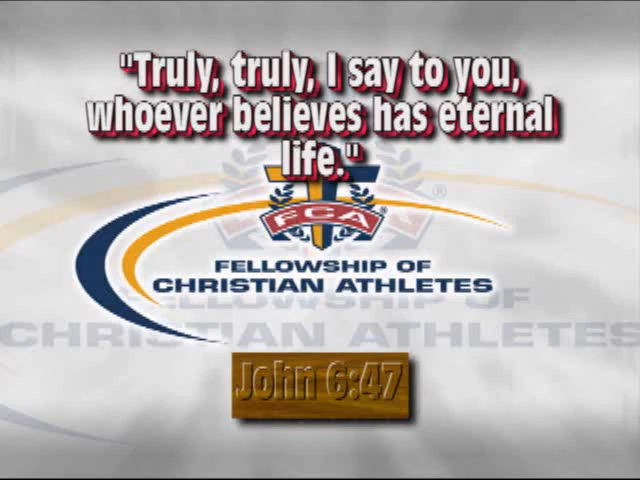 "Truly, truly, I say to you,
whoever believes has eternal
life."
FCA®
FELLOWSHIP OF
CHRISTIAN ATHLETES
®
FELLOWSHIP OF
CHRISTIAN ATHLETES
John 6:47